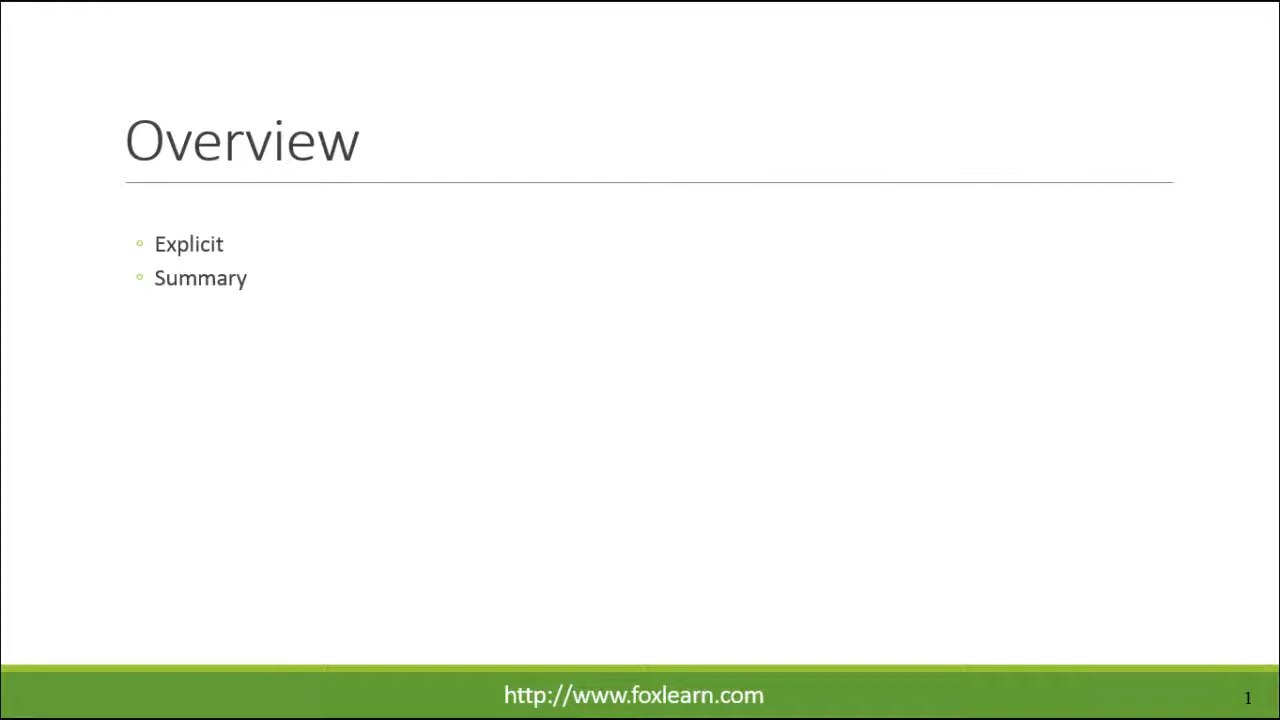 Overview
◦ Explicit
◦ Summary
http://www.foxlearn.com
1